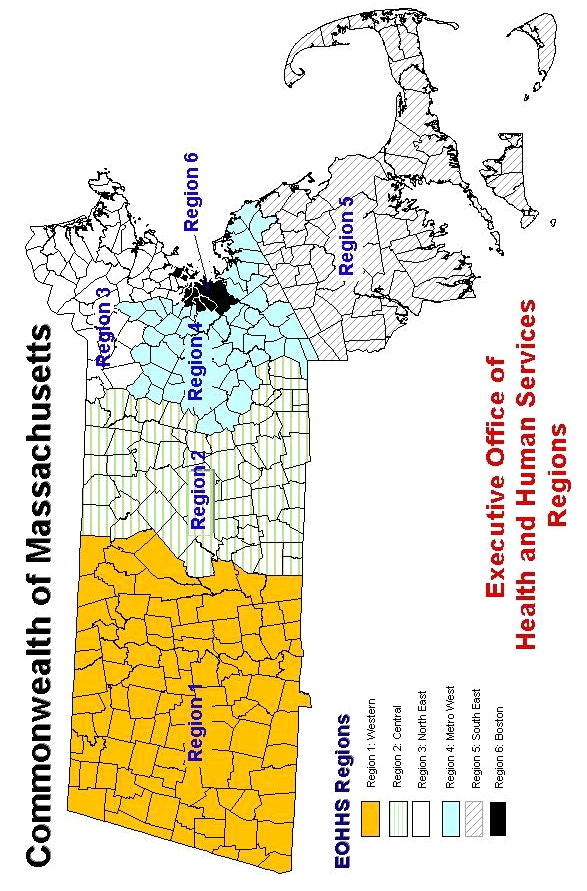 Commonwealth of Massachusetts
Region 6
Region 3
Region 4
Region 5
Region 2
Region 1
EOHHS Regions
Region 1: Western
Region 2: Central
Region 3: North East
Region 4: Metro West
Region 5: South East
Region 6: Boston
Executive Office of
Health and Human Services
Regions